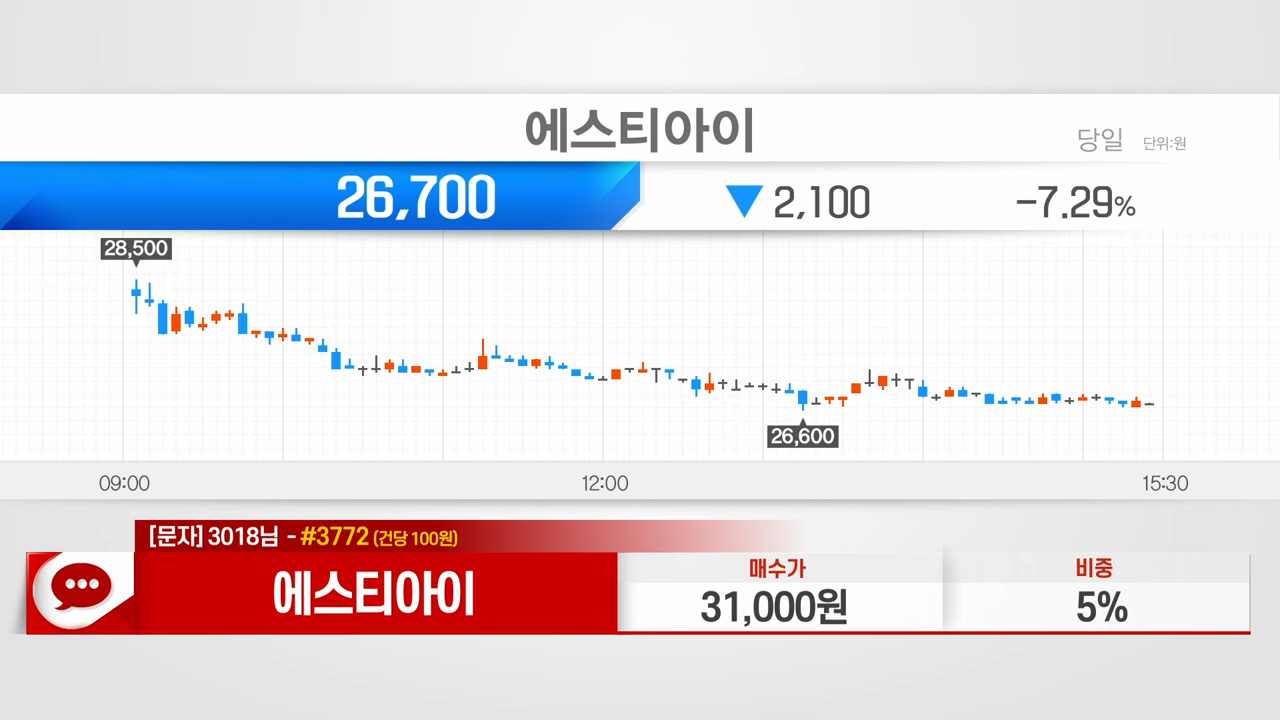 에스티아이
당일 단위:원
26,700 ▼ 2,100 -7.29%
28,500
26,600
09:00 12:00 15:30
[문자] 3018님 - #3772 (건당 100원)
에스티아이
매수가
31,000원
비중
5%